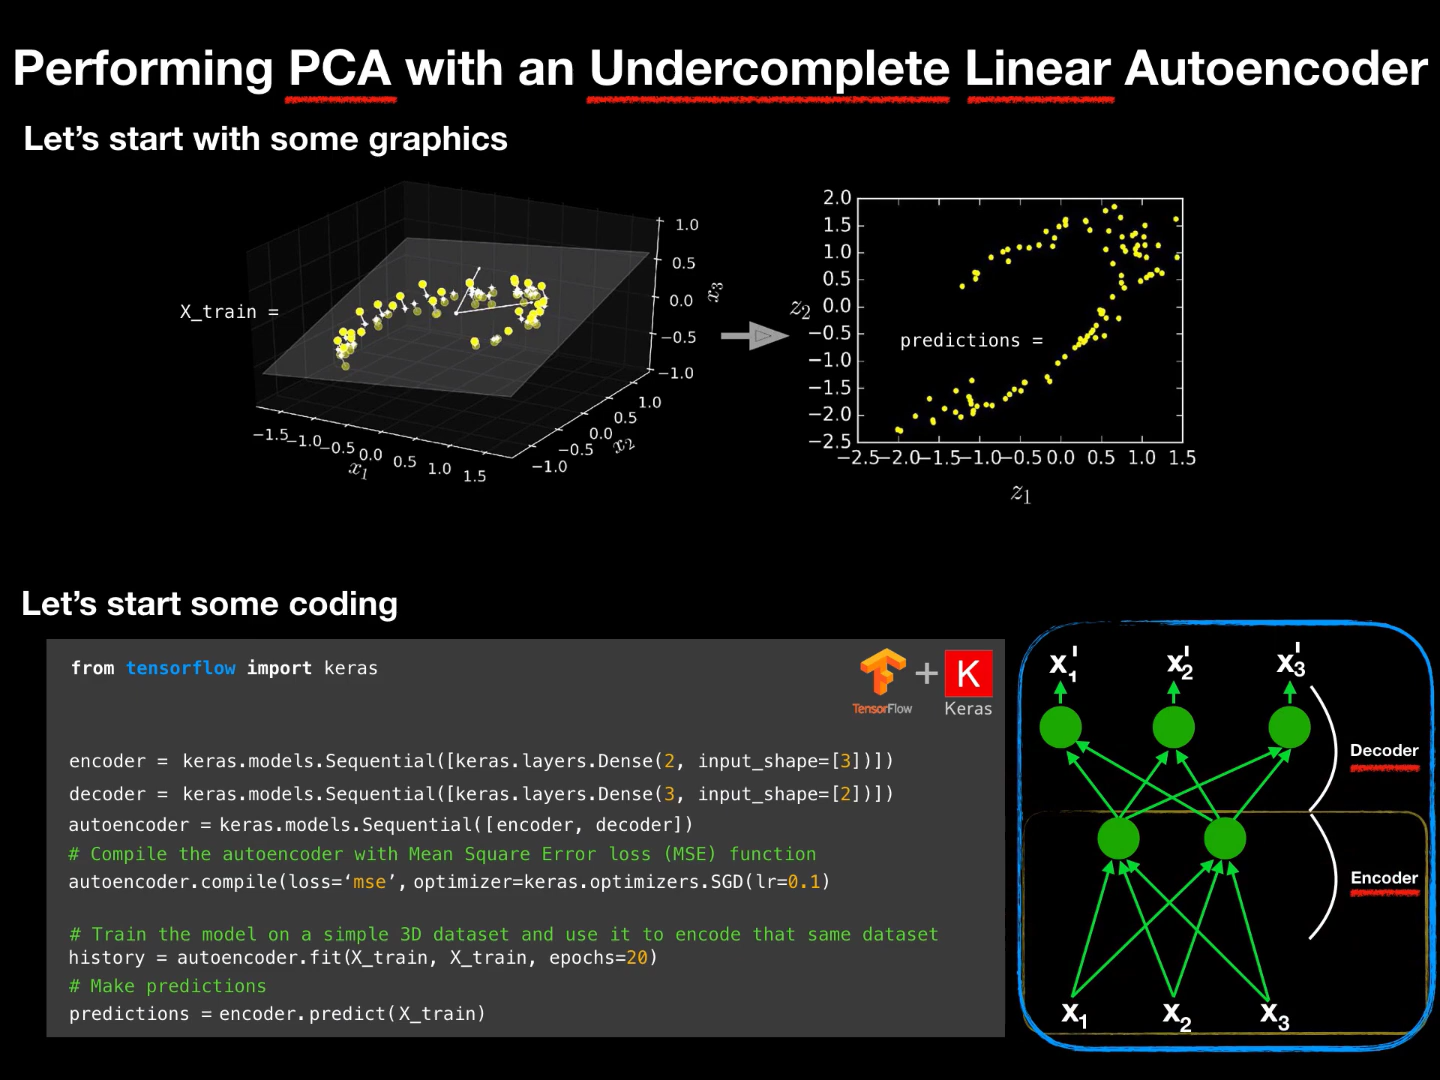 Performing PCA with an Undercomplete Linear Autoencoder
Let's start with some graphics
X_train =
1.0
0.5
0.0
−0.5
−1.0
x3
−1.5
−1.0
−0.5
0.0
0.5
1.0
1.5
x1
−1.0
−0.5
0.0
0.5
1.0
x2
2.0
1.5
1.0
0.5
0.0
−0.5
−1.0
−1.5
−2.0
−2.5
z2
predictions =
−2.5 −2.0 −1.5 −1.0 −0.5 0.0 0.5 1.0 1.5
z1
Let's start some coding
from tensorflow import keras
TensorFlow
+
K
Keras
encoder = keras.models.Sequential([keras.layers.Dense(2, input_shape=[3])])
decoder = keras.models.Sequential([keras.layers.Dense(3, input_shape=[2])])
autoencoder = keras.models.Sequential([encoder, decoder])
# Compile the autoencoder with Mean Square Error loss (MSE) function
autoencoder.compile(loss=‘mse’, optimizer=keras.optimizers.SGD(lr=0.1)
# Train the model on a simple 3D dataset and use it to encode that same dataset
history = autoencoder.fit(X_train, X_train, epochs=20)
# Make predictions
predictions = encoder.predict(X_train)
x1' x2' x3'
Decoder
Encoder
x1 x2 x3